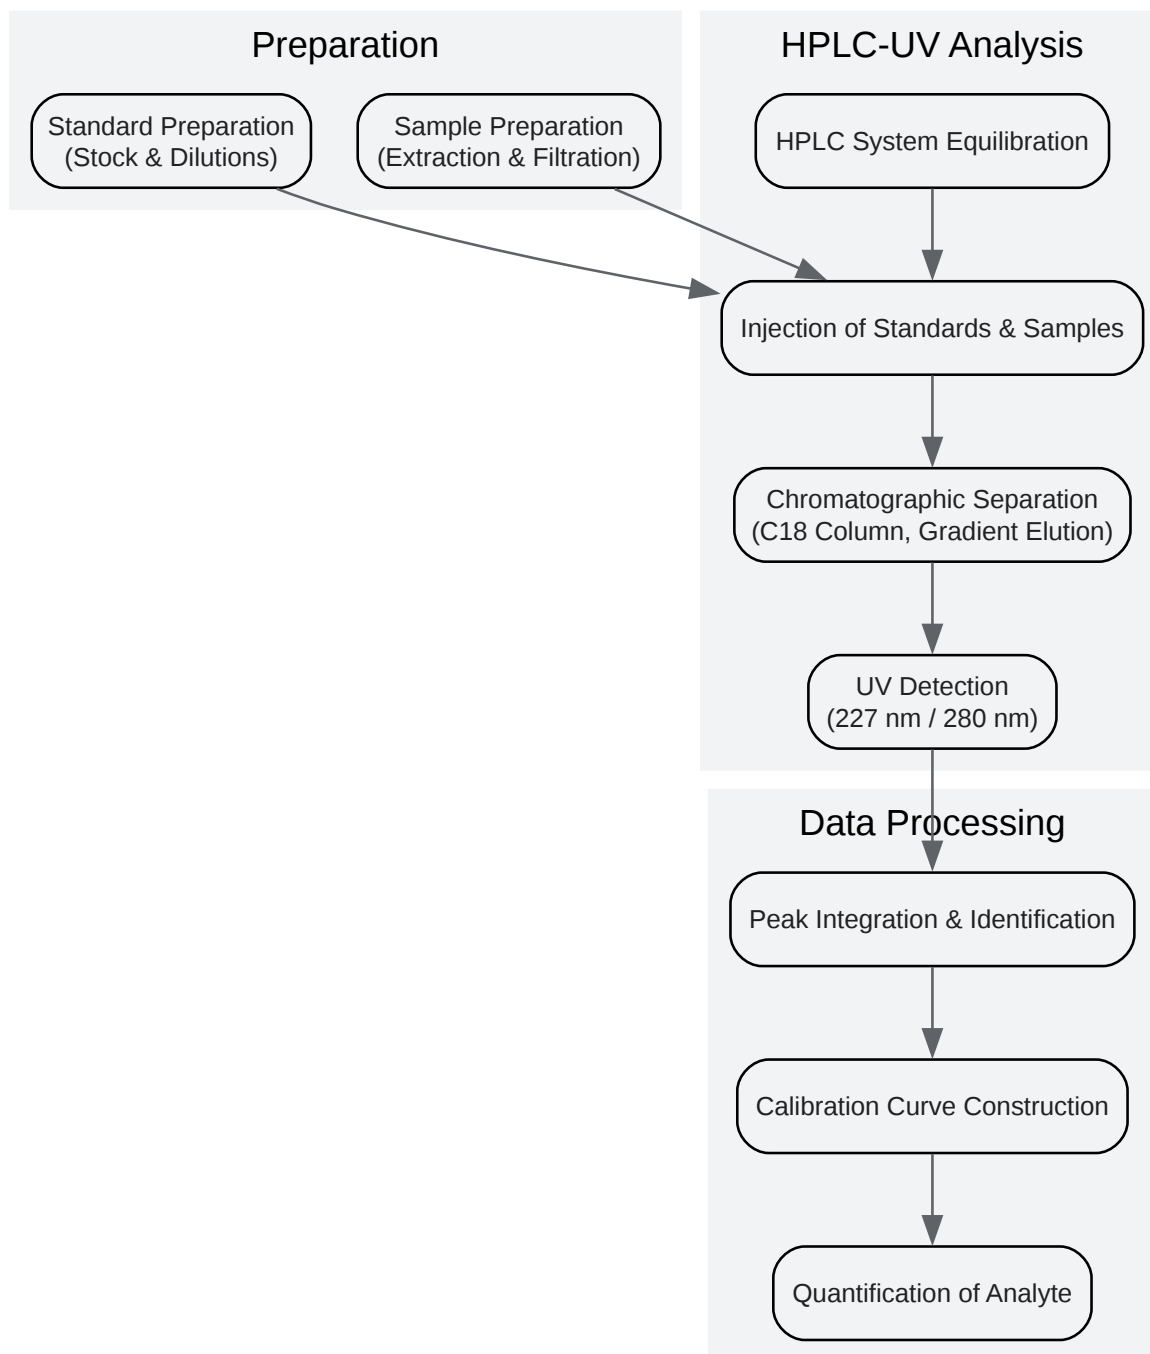 Preparation
Standard Preparation
(Stock & Dilutions)
Sample Preparation
(Extraction & Filtration)
HPLC-UV Analysis
HPLC System Equilibration
Injection of Standards & Samples
Chromatographic Separation
(C18 Column, Gradient Elution)
UV Detection
(227 nm / 280 nm)
Data Processing
Peak Integration & Identification
Calibration Curve Construction
Quantification of Analyte